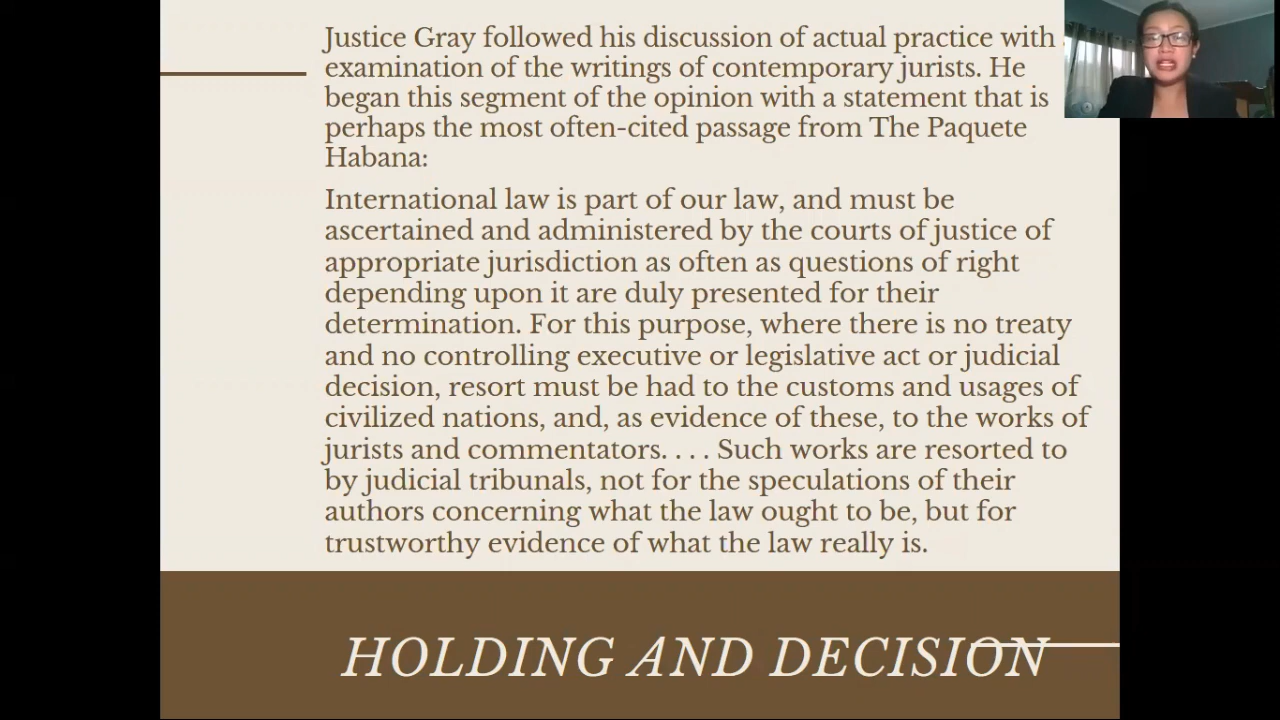 Justice Gray followed his discussion of actual practice with
examination of the writings of contemporary jurists. He
began this segment of the opinion with a statement that is
perhaps the most often-cited passage from The Paquete
Habana:
International law is part of our law, and must be
ascertained and administered by the courts of justice of
appropriate jurisdiction as often as questions of right
depending upon it are duly presented for their
determination. For this purpose, where there is no treaty
and no controlling executive or legislative act or judicial
decision, resort must be had to the customs and usages of
civilized nations, and, as evidence of these, to the works of
jurists and commentators. . . . Such works are resorted to
by judicial tribunals, not for the speculations of their
authors concerning what the law ought to be, but for
trustworthy evidence of what the law really is.
HOLDING AND DECISION